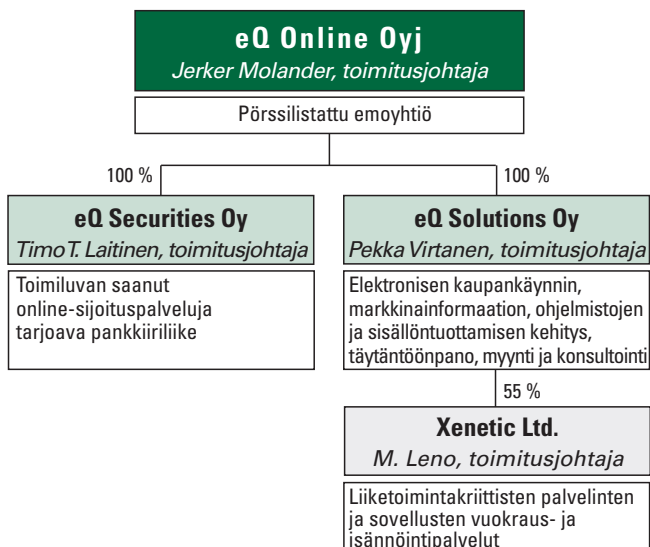 eQ Online Oyj
Jerker Molander, toimitusjohtaja
Pörssilistattu emoyhtiö
100 %
100 %
eQ Securities Oy
Timo T. Laitinen, toimitusjohtaja
Toimiluvan saanut
online-sijoituspalveluja
tarjoava pankkiiriliike
eQ Solutions Oy
Pekka Virtanen, toimitusjohtaja
Elektronisen kaupankäynnin,
markkinainformaation, ohjelmistojen
ja sisällöntuottamisen kehitys,
täytäntöönpano, myynti ja konsultointi
55 %
Xenetic Ltd.
M. Leno, toimitusjohtaja
Liiketoimintakriittisten palvelinten
ja sovellusten vuokraus- ja
isännöintipalvelut